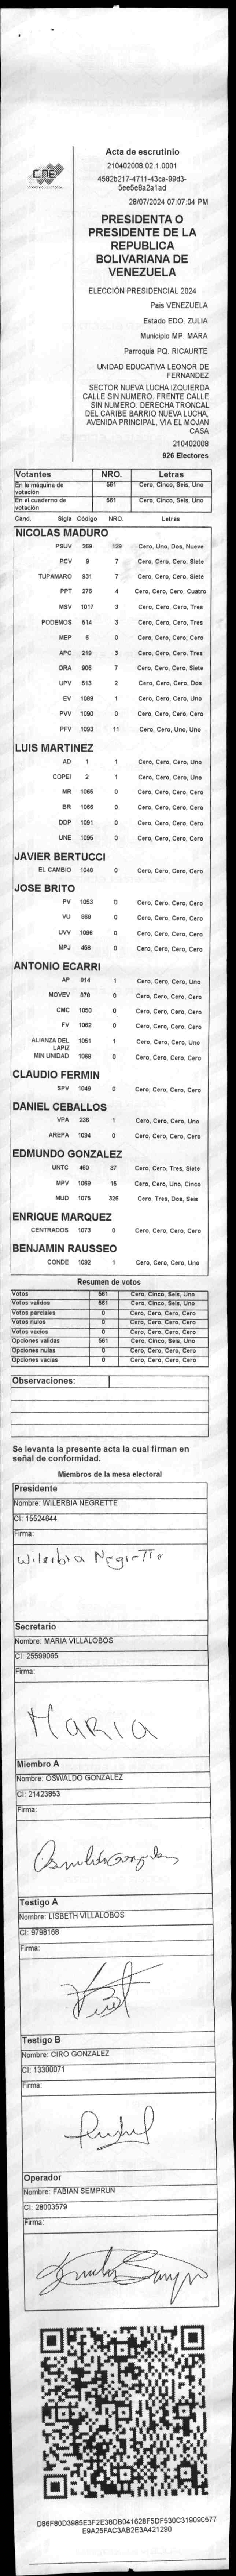 CNE
Acta de escrutinio
210402008.02.1.0001
4582b217-4711-43ca-99d3-
5ee5e8a2a1ad
28/07/2024 07:07:04 PM
PRESIDENTA O
PRESIDENTE DE LA
REPUBLICA
BOLIVARIANA DE
VENEZUELA
ELECCIÓN PRESIDENCIAL 2024
Pais VENEZUELA
Estado EDO. ZULIA
Municipio MP. MARA
Parroquia PQ. RICAURTE
UNIDAD EDUCATIVA LEONOR DE
FERNANDEZ
SECTOR NUEVA LUCHA IZQUIERDA
CALLE SIN NUMERO. FRENTE CALLE
SIN NUMERO. DERECHA TRONCAL
DEL CARIBE BARRIO NUEVA LUCHA,
AVENIDA PRINCIPAL, VIA EL MOJAN
CASA
210402008
926 Electores
Votantes NRO. Letras
En la máquina de votación 561 Cero, Cinco, Seis, Uno
En el cuaderno de votación 561 Cero, Cinco, Seis, Uno
Cand. Sigla Código NRO. Letras
NICOLAS MADURO
PSUV 269 129 Cero, Uno, Dos, Nueve
PCV 9 7 Cero, Cero, Cero, Siete
TUPAMARO 931 7 Cero, Cero, Cero, Siete
PPT 276 4 Cero, Cero, Cero, Cuatro
MSV 1017 3 Cero, Cero, Cero, Tres
PODEMOS 514 3 Cero, Cero, Cero, Tres
MEP 6 0 Cero, Cero, Cero, Cero
APC 219 3 Cero, Cero, Cero, Tres
ORA 906 7 Cero, Cero, Cero, Siete
UPV 613 2 Cero, Cero, Cero, Dos
EV 1089 1 Cero, Cero, Cero, Uno
PVV 1090 0 Cero, Cero, Cero, Cero
PFV 1093 11 Cero, Cero, Uno, Uno
LUIS MARTINEZ
AD 1 1 Cero, Cero, Cero, Uno
COPEI 2 1 Cero, Cero, Cero, Uno
MR 1065 0 Cero, Cero, Cero, Cero
BR 1066 0 Cero, Cero, Cero, Cero
DDP 1091 0 Cero, Cero, Cero, Cero
UNE 1095 0 Cero, Cero, Cero, Cero
JAVIER BERTUCCI
EL CAMBIO 1048 0 Cero, Cero, Cero, Cero
JOSE BRITO
PV 1053 0 Cero, Cero, Cero, Cero
VU 868 0 Cero, Cero, Cero, Cero
UVV 1096 0 Cero, Cero, Cero, Cero
MPJ 458 0 Cero, Cero, Cero, Cero
ANTONIO ECARRI
AP 814 1 Cero, Cero, Cero, Uno
MOVEV 878 0 Cero, Cero, Cero, Cero
CMC 1050 0 Cero, Cero, Cero, Cero
FV 1062 0 Cero, Cero, Cero, Cero
ALIANZA DEL LAPIZ 1051 1 Cero, Cero, Cero, Uno
MIN UNIDAD 1068 0 Cero, Cero, Cero, Cero
CLAUDIO FERMIN
SPV 1049 0 Cero, Cero, Cero, Cero
DANIEL CEBALLOS
VPA 236 1 Cero, Cero, Cero, Uno
AREPA 1094 0 Cero, Cero, Cero, Cero
EDMUNDO GONZALEZ
UNTC 460 37 Cero, Cero, Tres, Siete
MPV 1069 15 Cero, Cero, Uno, Cinco
MUD 1075 326 Cero, Tres, Dos, Seis
ENRIQUE MARQUEZ
CENTRADOS 1073 0 Cero, Cero, Cero, Cero
BENJAMIN RAUSSEO
CONDE 1092 1 Cero, Cero, Cero, Uno
Resumen de votos
Votos 561 Cero, Cinco, Seis, Uno
Votos validos 561 Cero, Cinco, Seis, Uno
Votos parciales 0 Cero, Cero, Cero, Cero
Votos nulos 0 Cero, Cero, Cero, Cero
Votos vacios 0 Cero, Cero, Cero, Cero
Opciones validas 561 Cero, Cinco, Seis, Uno
Opciones nulas 0 Cero, Cero, Cero, Cero
Opciones vacias 0 Cero, Cero, Cero, Cero
Observaciones:
Se levanta la presente acta la cual firman en
señal de conformidad.
Miembros de la mesa electoral
Presidente
Nombre: WILERBIA NEGRETTE
CI: 15524644
Firma:
Wilerbia Negrette
Secretario
Nombre: MARIA VILLALOBOS
CI: 25599065
Firma:
MARIA
Miembro A
Nombre: OSWALDO GONZALEZ
CI: 21423853
Firma:
Testigo A
Nombre: LISBETH VILLALOBOS
CI: 9798168
Firma:
Testigo B
Nombre: CIRO GONZALEZ
CI: 13300071
Firma:
Operador
Nombre: FABIAN SEMPRUN
CI: 28003579
Firma:
D86F80D3985E3F2E38DB041628F5DF530C319090577
E9A25FAC3AB2E3A421290